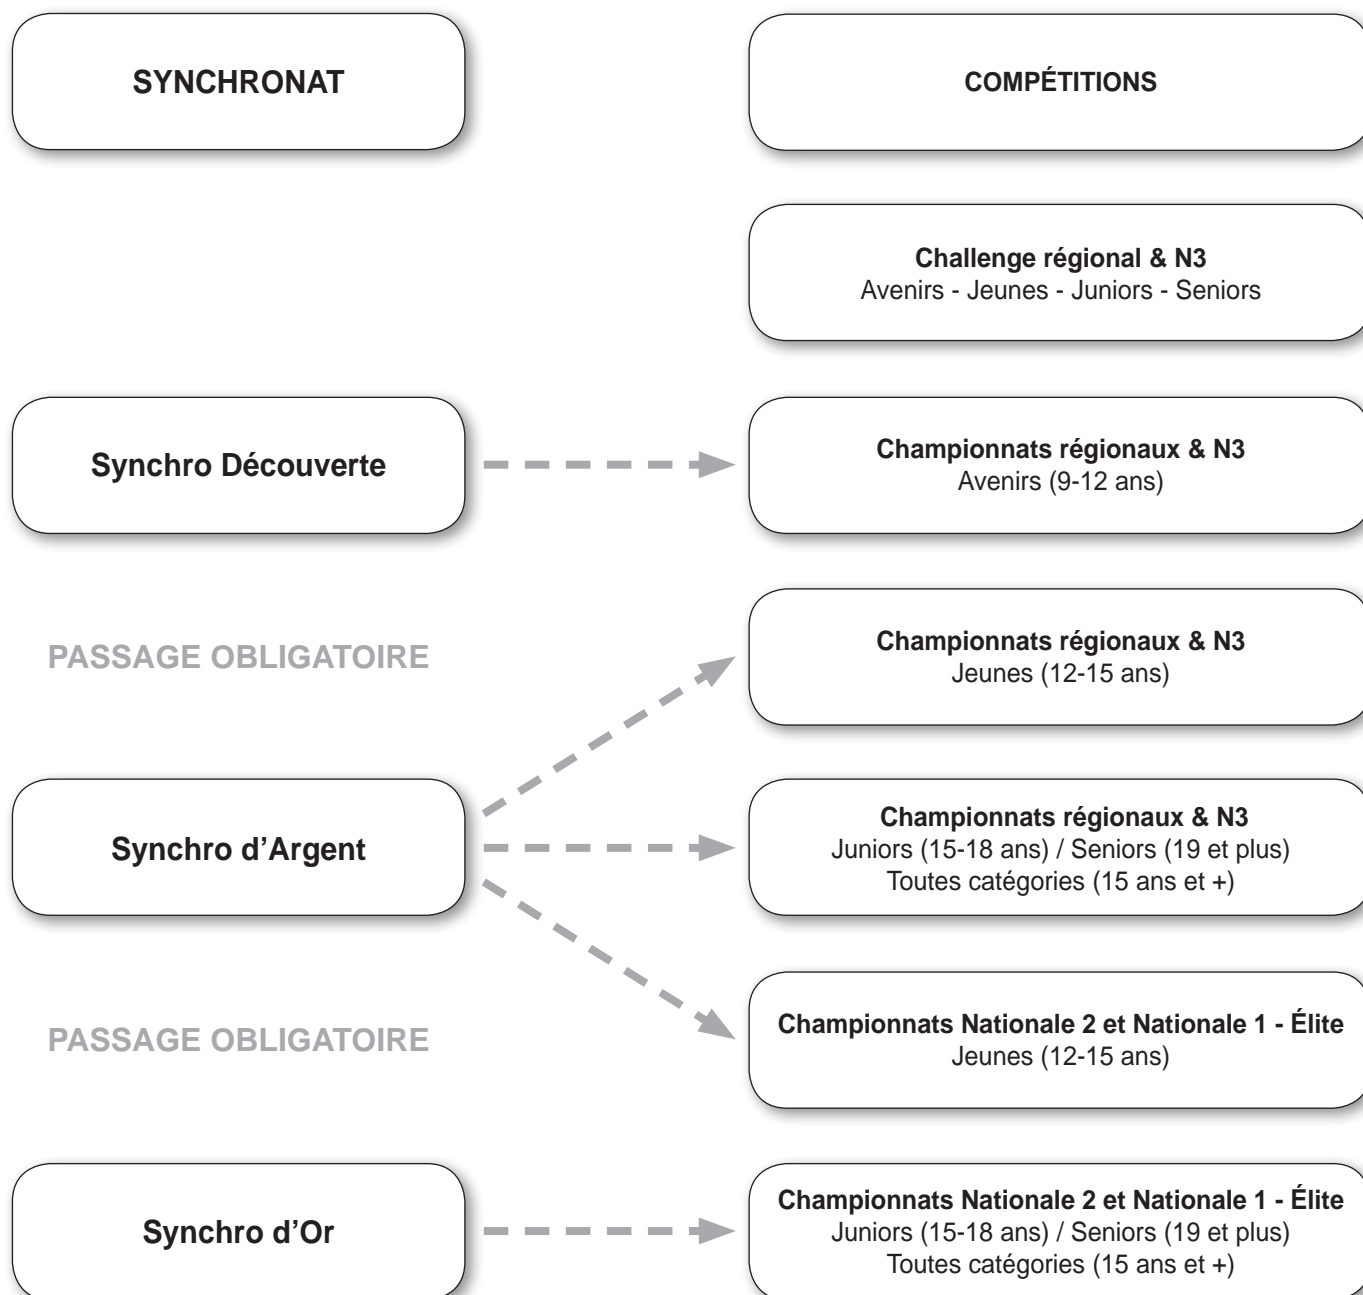 SYNCHRONAT
COMPÉTITIONS
Challenge régional & N3
Avenirs - Jeunes - Juniors - Seniors
Synchro Découverte
Championnats régionaux & N3
Avenirs (9-12 ans)
PASSAGE OBLIGATOIRE
Championnats régionaux & N3
Jeunes (12-15 ans)
Synchro d’Argent
Championnats régionaux & N3
Juniors (15-18 ans) / Seniors (19 et plus)
Toutes catégories (15 ans et +)
PASSAGE OBLIGATOIRE
Championnats Nationale 2 et Nationale 1 - Élite
Jeunes (12-15 ans)
Synchro d’Or
Championnats Nationale 2 et Nationale 1 - Élite
Juniors (15-18 ans) / Seniors (19 et plus)
Toutes catégories (15 ans et +)